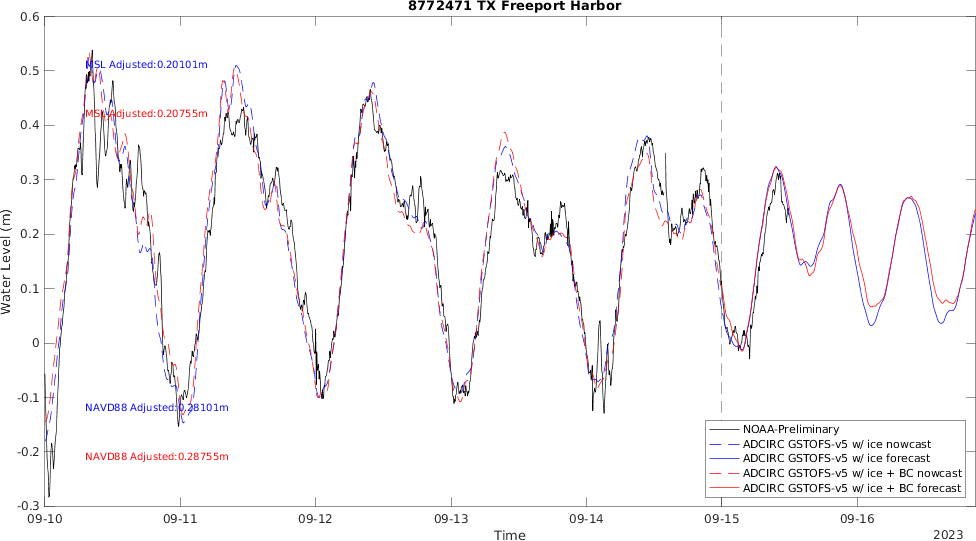 8772471 TX Freeport Harbor
0.6
0.5
0.4
0.3
0.2
0.1
0
-0.1
-0.2
-0.3
Water Level (m)
MSL Adjusted:0.20101m
MSL Adjusted:0.20755m
NAVD88 Adjusted:0.28101m
NAVD88 Adjusted:0.28755m
NOAA-Preliminary
ADCIRC GSTOFS-v5 w/ ice nowcast
ADCIRC GSTOFS-v5 w/ ice forecast
ADCIRC GSTOFS-v5 w/ ice + BC nowcast
ADCIRC GSTOFS-v5 w/ ice + BC forecast
09-10 09-11 09-12 09-13 09-14 09-15 09-16
Time
2023